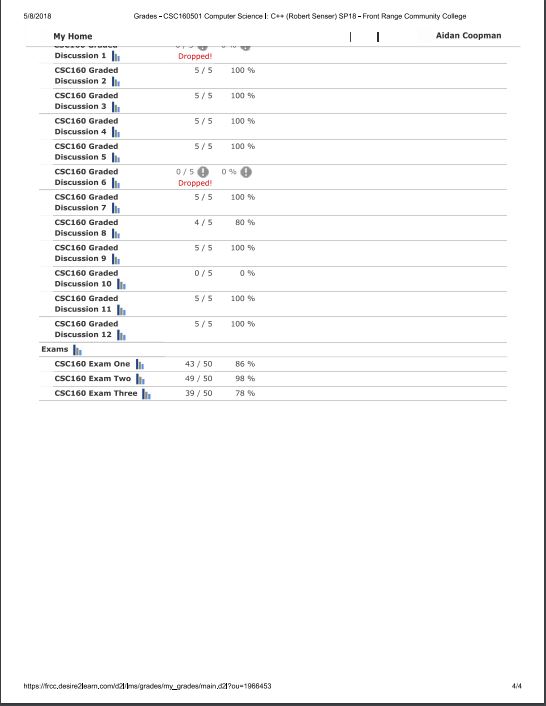 5/8/2018 Grades - CSC160501 Computer Science I: C++ (Robert Senser) SP18 – Front Range Community College
My Home Aidan Coopman
CSC160 Graded 0 / 5 0 %
Discussion 1 Dropped!
CSC160 Graded 5 / 5 100 %
Discussion 2
CSC160 Graded 5 / 5 100 %
Discussion 3
CSC160 Graded 5 / 5 100 %
Discussion 4
CSC160 Graded 5 / 5 100 %
Discussion 5
CSC160 Graded 0 / 5 0 %
Discussion 6 Dropped!
CSC160 Graded 5 / 5 100 %
Discussion 7
CSC160 Graded 4 / 5 80 %
Discussion 8
CSC160 Graded 5 / 5 100 %
Discussion 9
CSC160 Graded 0 / 5 0 %
Discussion 10
CSC160 Graded 5 / 5 100 %
Discussion 11
CSC160 Graded 5 / 5 100 %
Discussion 12
Exams
CSC160 Exam One 43 / 50 86 %
CSC160 Exam Two 49 / 50 98 %
CSC160 Exam Three 39 / 50 78 %
https://frcc.desire2learn.com/d2l/lms/grades/my_grades/main.d2l?ou=1966453 4/4